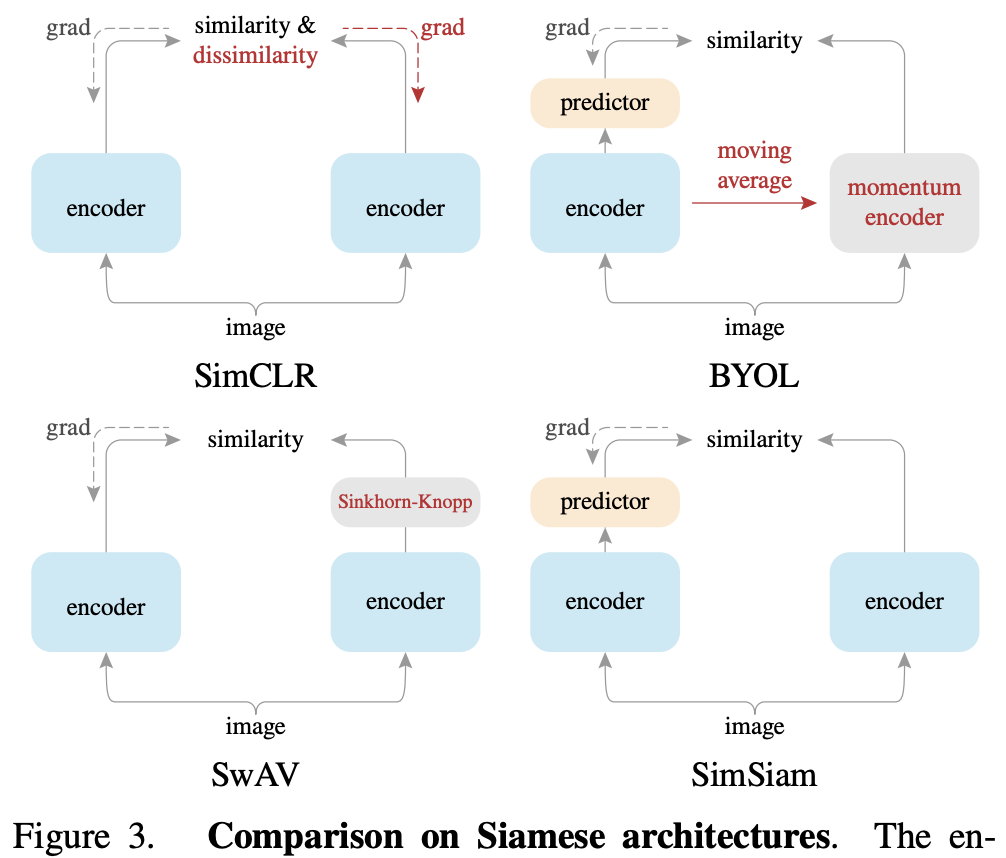 grad
similarity &
dissimilarity
grad
encoder
encoder
image
SimCLR
grad
similarity
predictor
encoder
moving
average
momentum
encoder
image
BYOL
grad
similarity
Sinkhorn-Knopp
encoder
encoder
image
SwAV
grad
similarity
predictor
encoder
encoder
image
SimSiam
Figure 3. Comparison on Siamese architectures. The en-